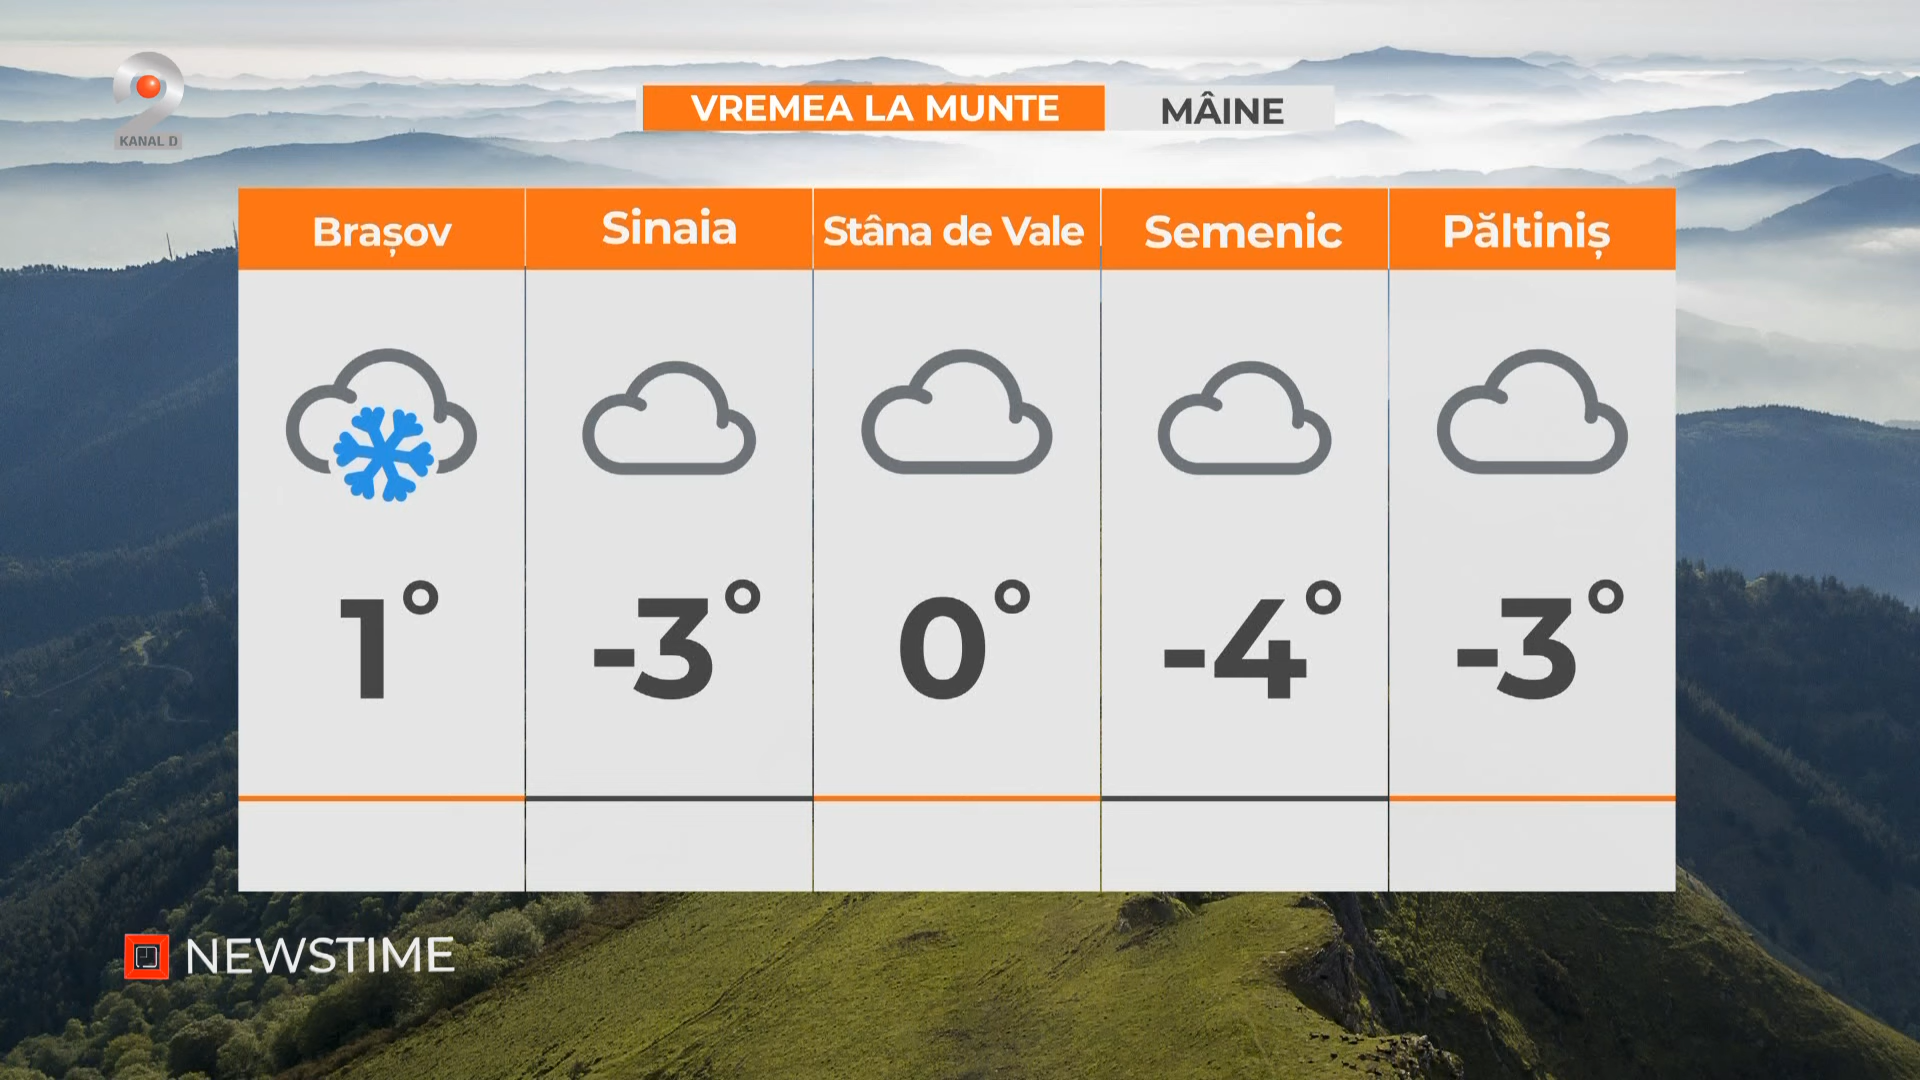 KANAL D
VREMEA LA MUNTE MÂINE
Brașov Sinaia Stâna de Vale Semenic Păltiniș
1° -3° 0° -4° -3°
NEWSTIME